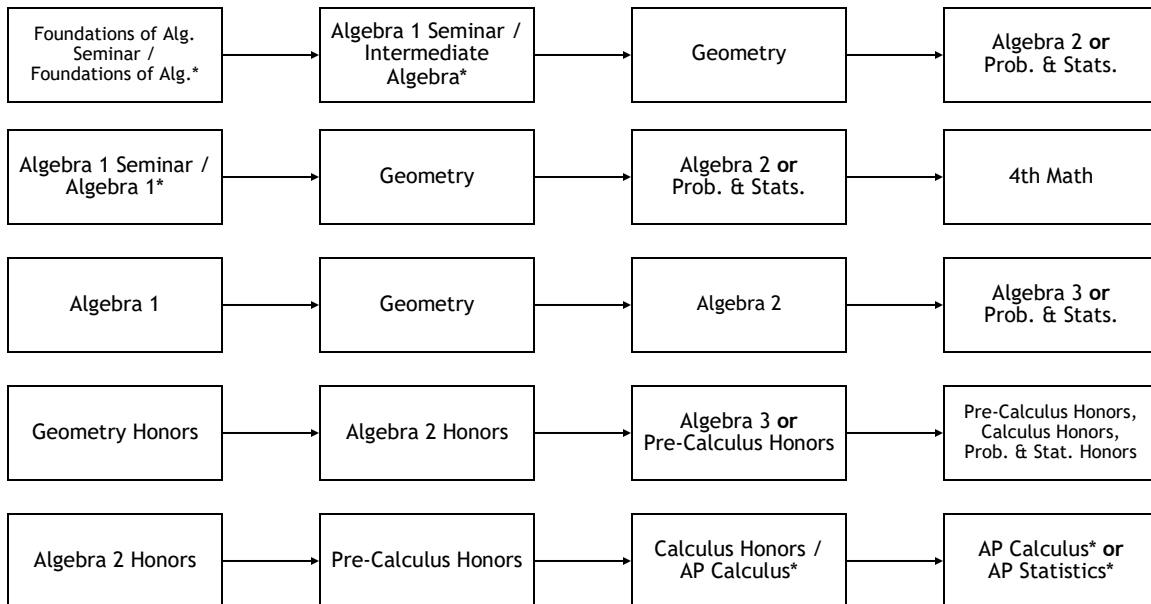 Foundations of Alg.
Seminar /
Foundations of Alg.*
Algebra 1 Seminar /
Intermediate
Algebra*
Geometry
Algebra 2 or
Prob. & Stats.
Algebra 1 Seminar /
Algebra 1*
Geometry
Algebra 2 or
Prob. & Stats.
4th Math
Algebra 1
Geometry
Algebra 2
Algebra 3 or
Prob. & Stats.
Geometry Honors
Algebra 2 Honors
Algebra 3 or
Pre-Calculus Honors
Pre-Calculus Honors,
Calculus Honors,
Prob. & Stat. Honors
Algebra 2 Honors
Pre-Calculus Honors
Calculus Honors /
AP Calculus*
AP Calculus* or
AP Statistics*